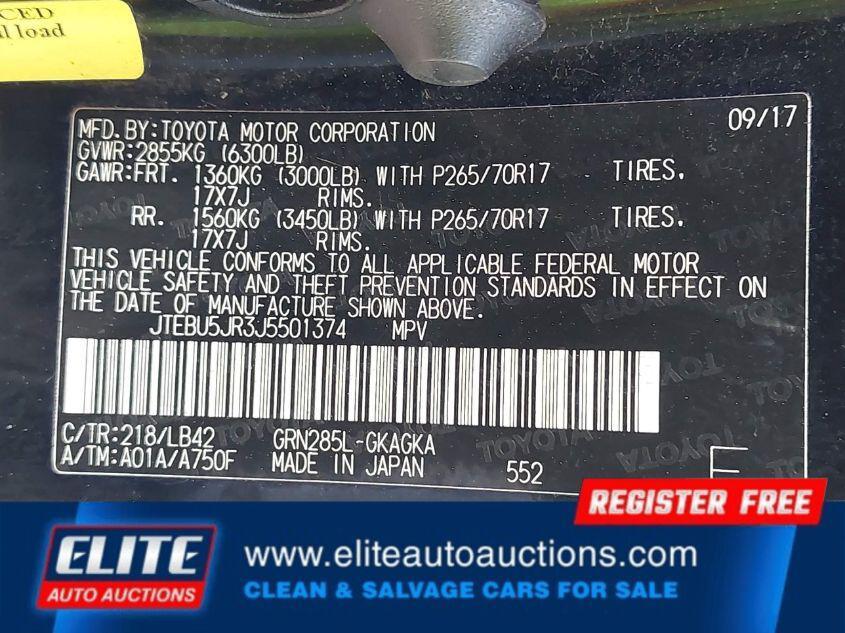 CED
ll load
09/17
MFD.BY:TOYOTA MOTOR CORPORATION
GVWR:2855KG (6300LB)
GAWR:FRT. 1360KG (3000LB) WITH P265/70R17 TIRES.
17X7J RIMS.
RR. 1560KG (3450LB) WITH P265/70R17 TIRES.
17X7J RIMS.
THIS VEHICLE CONFORMS TO ALL APPLICABLE FEDERAL MOTOR
VEHICLE SAFETY AND THEFT PREVENTION STANDARDS IN EFFECT ON
THE DATE OF MANUFACTURE SHOWN ABOVE.
JTEBU5JR3J5501374 MPV
C/TR:218/LB42 GRN285L-GKAGKA
A/TM:A01A/A750F MADE IN JAPAN 552
REGISTER FREE
ELITE
AUTO AUCTIONS
www.eliteautoauctions.com
CLEAN & SALVAGE CARS FOR SALE